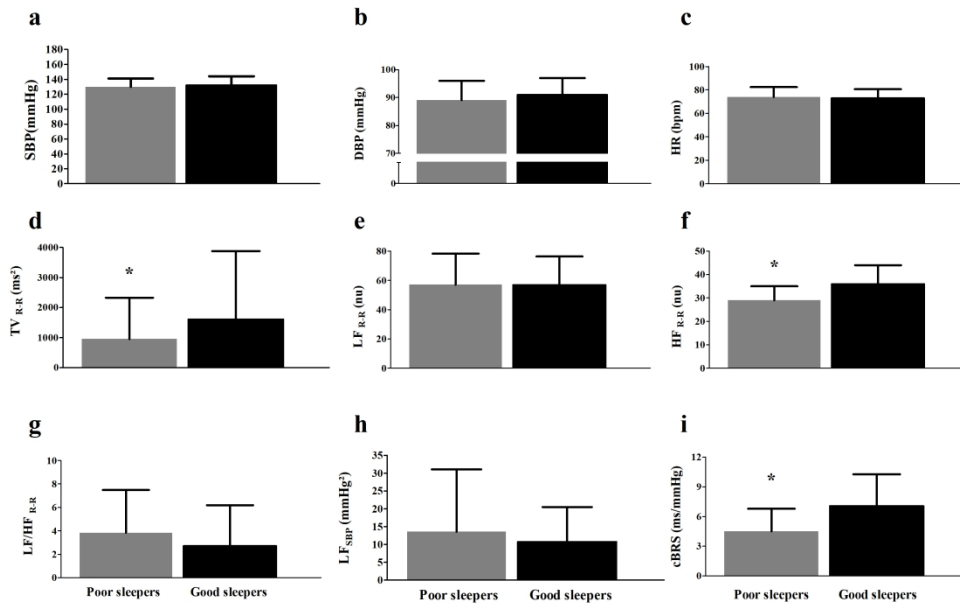 a
b
c
SBP(mmHg)
180
160
140
120
100
80
60
40
20
0
DBP (mmHg)
100
90
80
70
0
HR (bpm)
100
80
60
40
20
0
d
e
f
TV R-R (ms²)
4000
3000
2000
1000
0
*
LF R-R (nu)
80
60
40
20
0
HF R-R (nu)
50
40
30
20
10
0
*
g
h
i
LF/HF R-R
10
8
6
4
2
0
Poor sleepers Good sleepers
LFSBP (mmHg²)
35
30
25
20
15
10
5
0
Poor sleepers Good sleepers
cBRS (ms/mmHg)
12
9
6
3
0
*
Poor sleepers Good sleepers